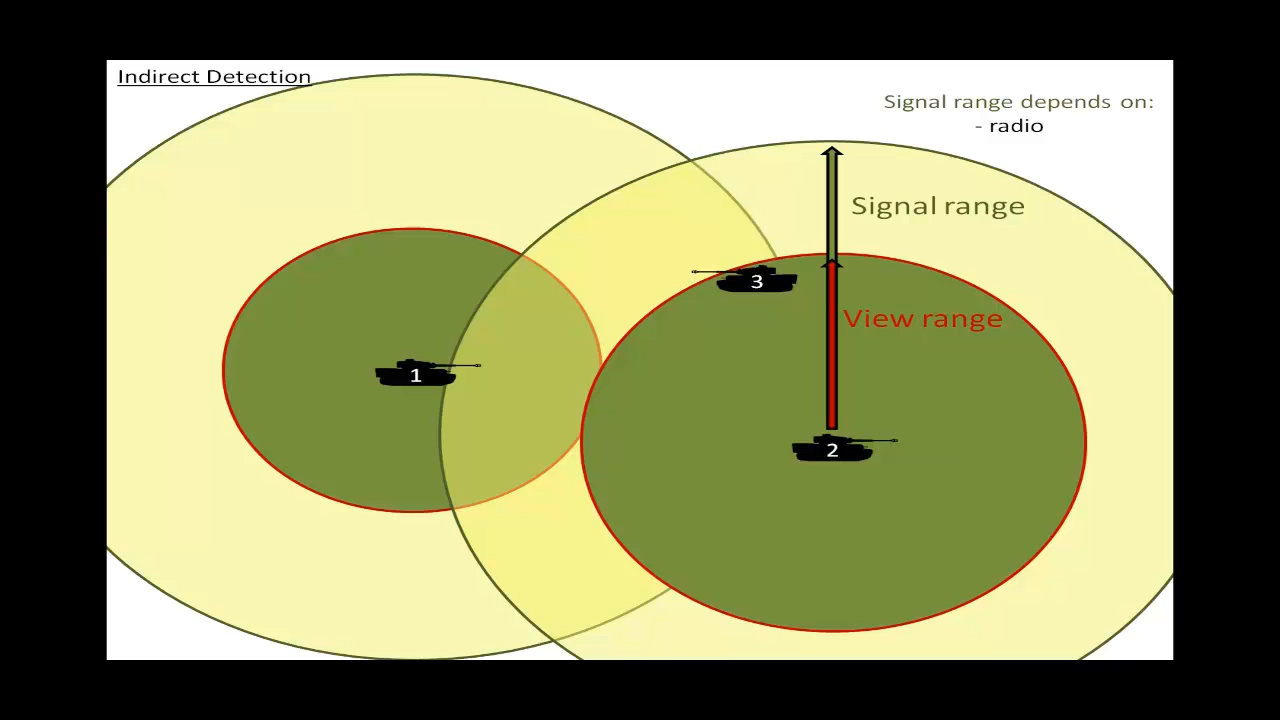 Indirect Detection
Signal range depends on:
- radio
Signal range
3
View range
1
2